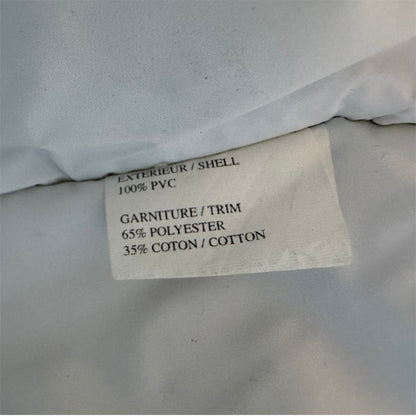 EXTERIEUR / SHELL
100% PVC
GARNITURE / TRIM
65% POLYESTER
35% COTON / COTTON